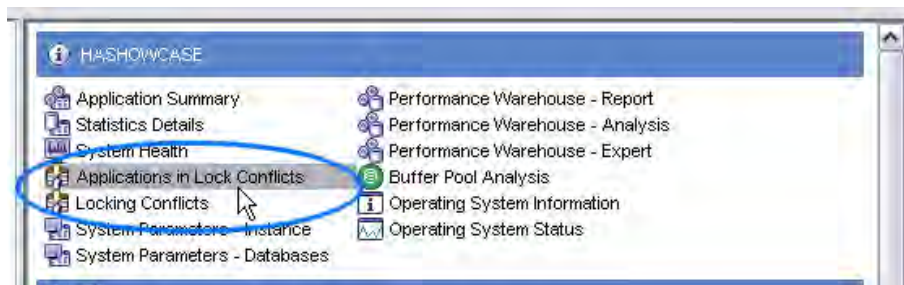 HASHOWCASE
Application Summary
Statistics Details
System Health
Applications in Lock Conflicts
Locking Conflicts
System Parameters - Instance
System Parameters - Databases
Performance Warehouse - Report
Performance Warehouse - Analysis
Performance Warehouse - Expert
Buffer Pool Analysis
Operating System Information
Operating System Status